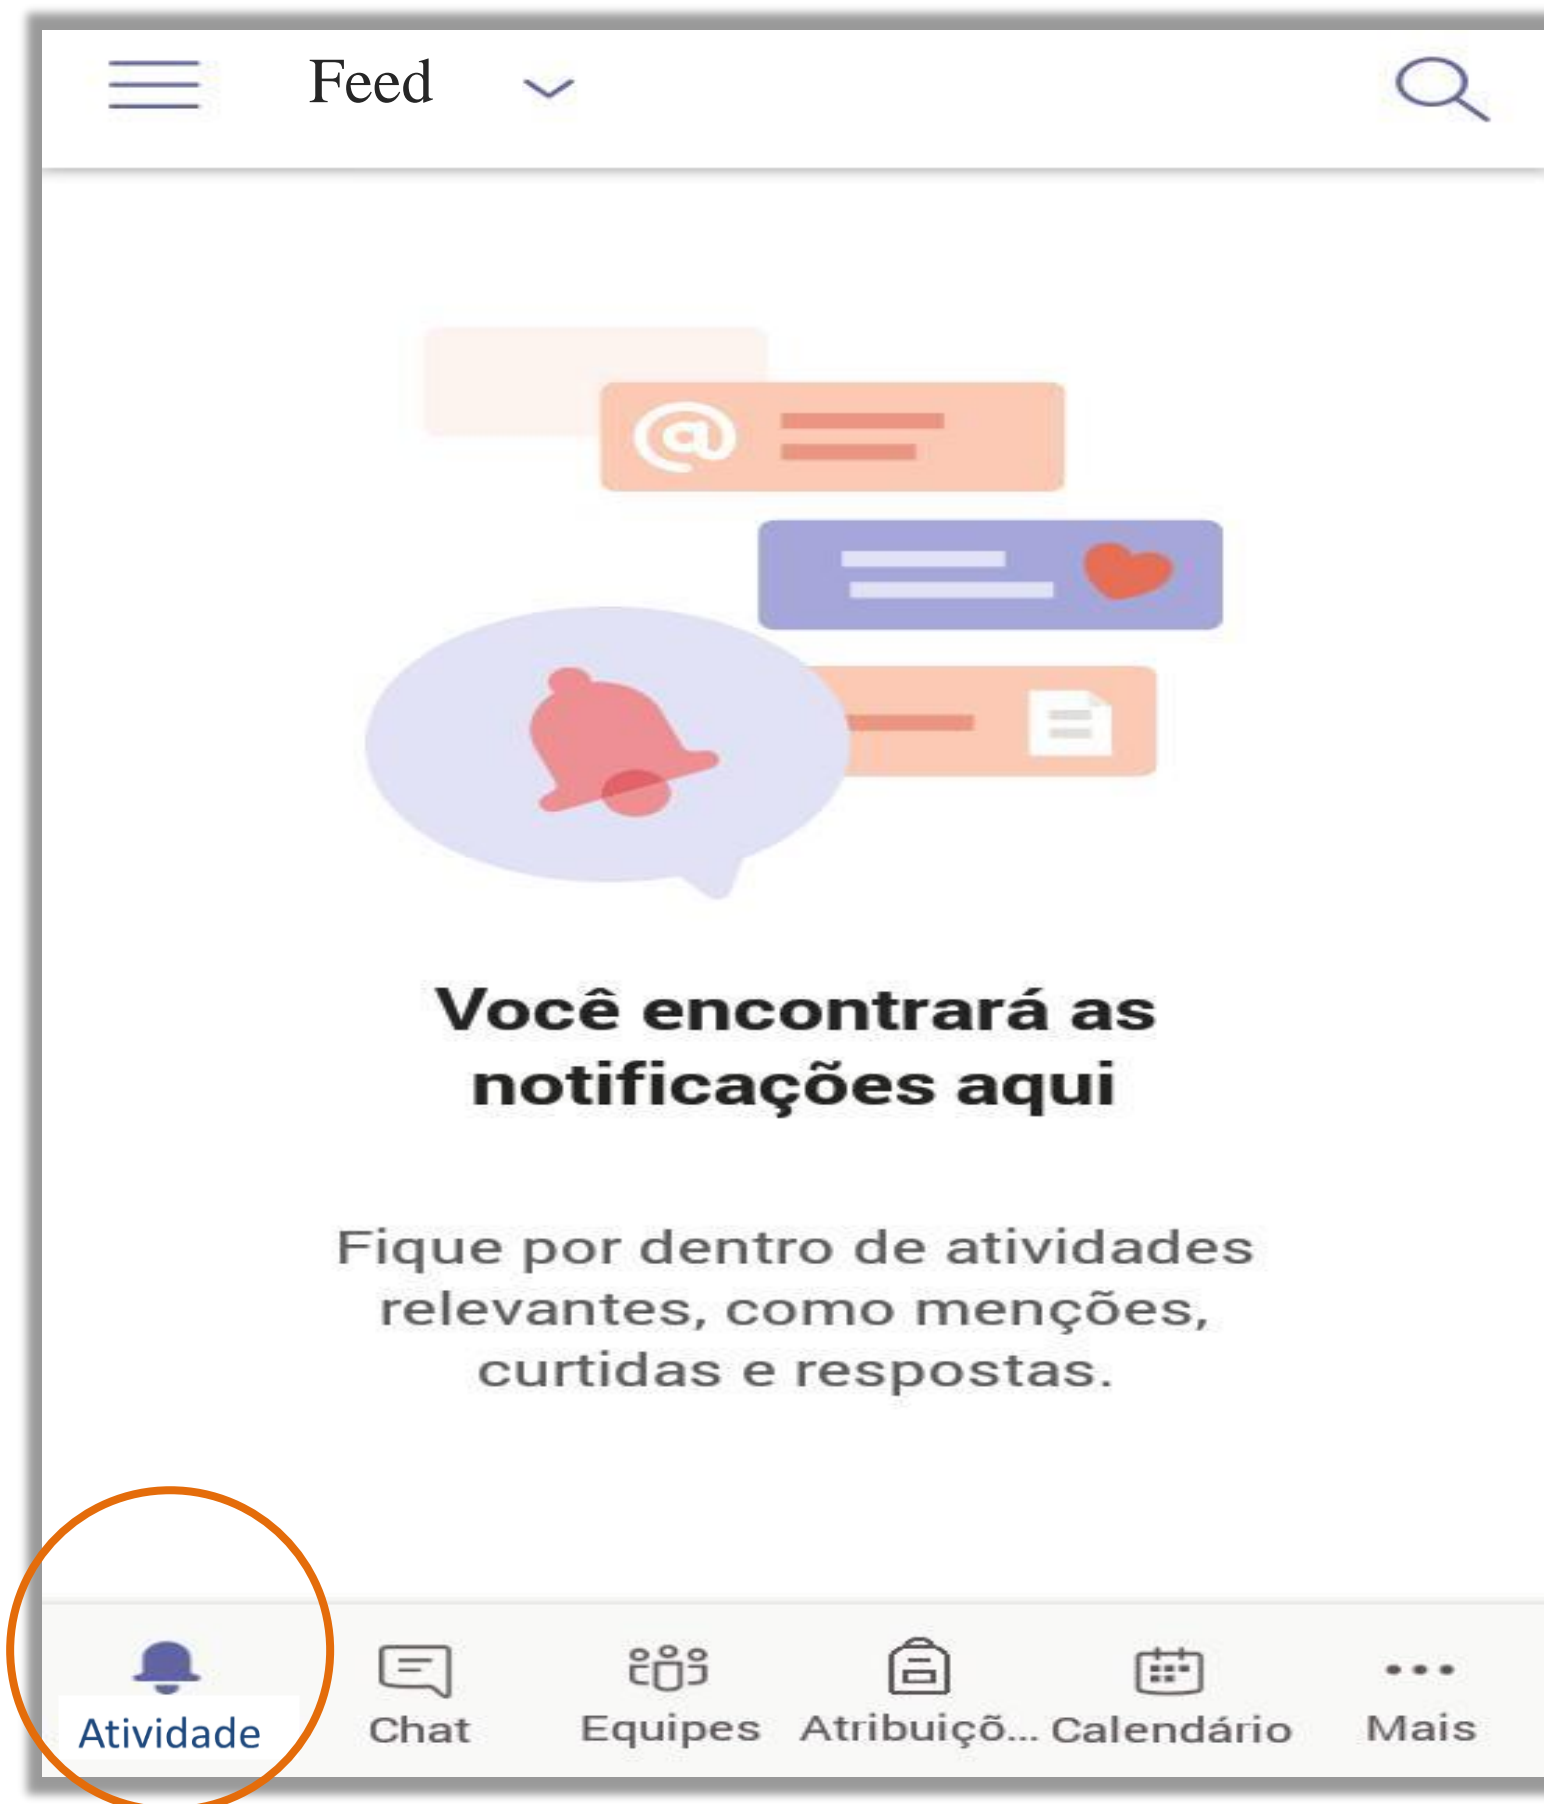 Feed
@
Você encontrará as
notificações aqui
Fique por dentro de atividades
relevantes, como menções,
curtidas e respostas.
Atividade Chat Equipes Atribuiçõ... Calendário Mais